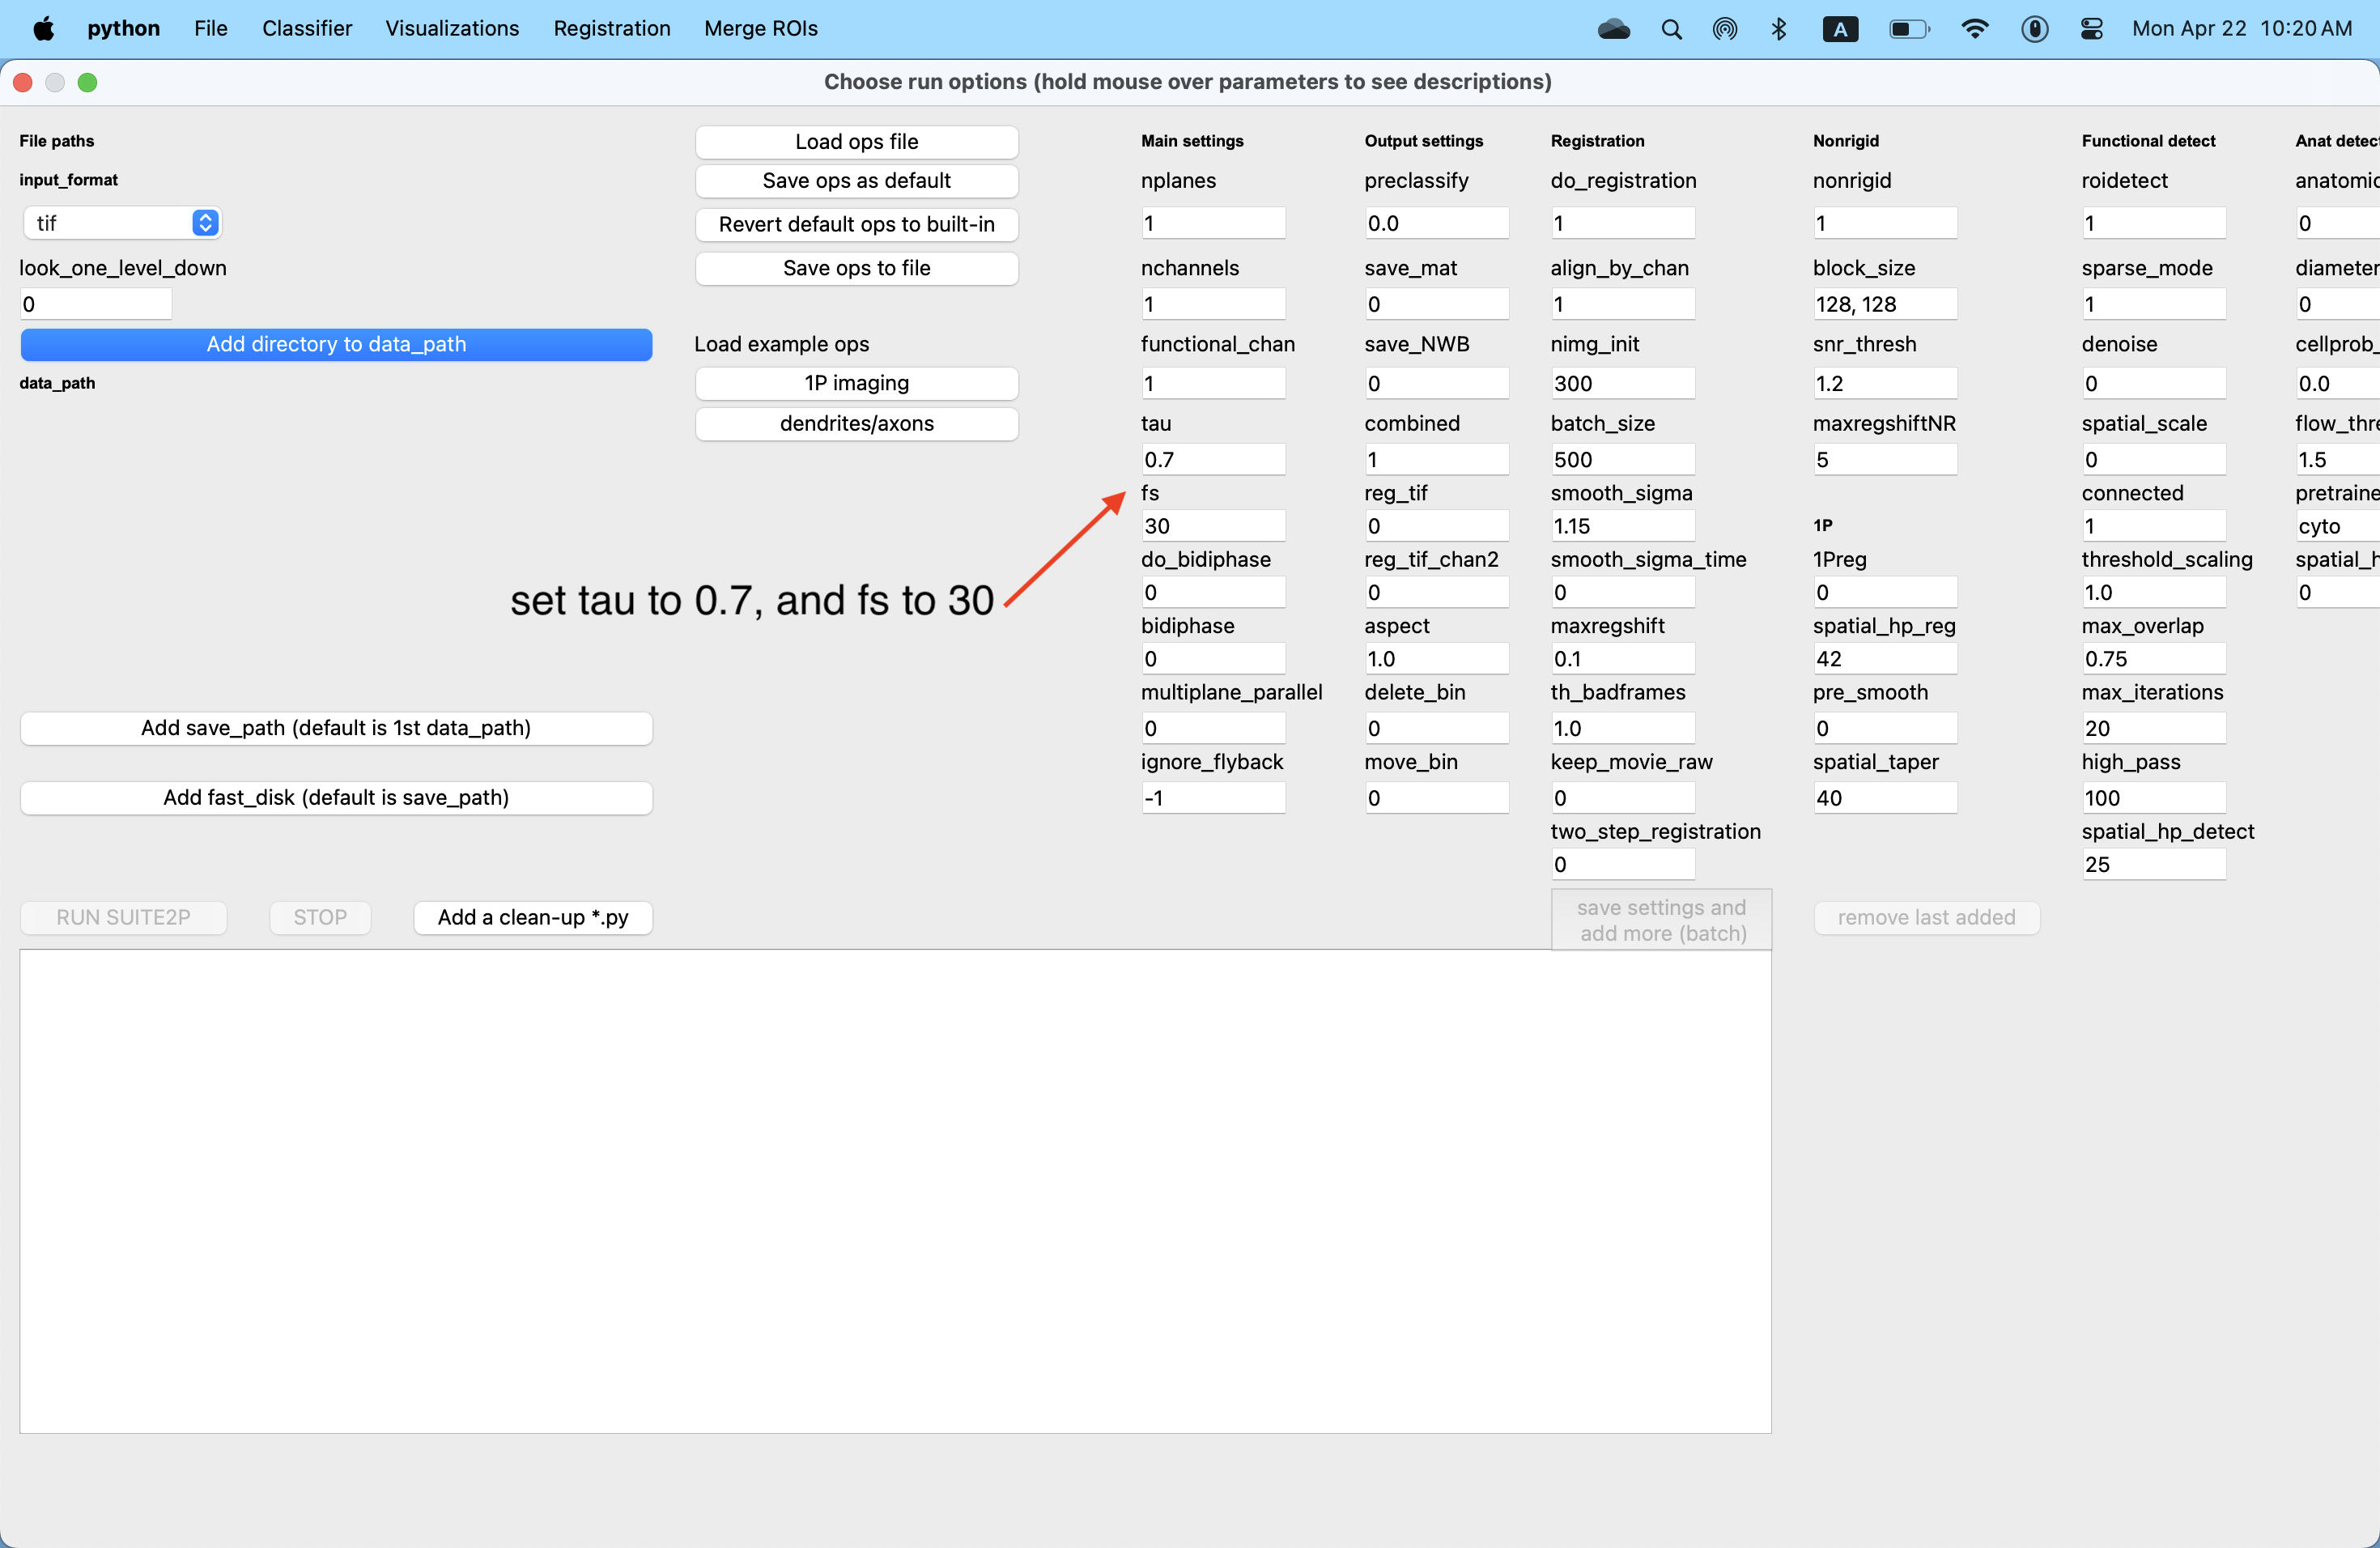 python File Classifier Visualizations Registration Merge ROIs A Mon Apr 22 10:20 AM
Choose run options (hold mouse over parameters to see descriptions)
File paths
input_format
tif
look_one_level_down
0
Add directory to data_path
data_path
Add save_path (default is 1st data_path)
Add fast_disk (default is save_path)
RUN SUITE2P
STOP
Add a clean-up *.py
Load ops file
Save ops as default
Revert default ops to built-in
Save ops to file
Load example ops
1P imaging
dendrites/axons
set tau to 0.7, and fs to 30
Main settings
nplanes
1
nchannels
1
functional_chan
1
tau
0.7
fs
30
do_bidiphase
0
bidiphase
0
multiplane_parallel
0
ignore_flyback
-1
Output settings
preclassify
0.0
save_mat
0
save_NWB
0
combined
1
reg_tif
0
reg_tif_chan2
0
aspect
1.0
delete_bin
0
move_bin
0
Registration
do_registration
1
align_by_chan
1
nimg_init
300
batch_size
500
smooth_sigma
1.15
smooth_sigma_time
0
maxregshift
0.1
th_badframes
1.0
keep_movie_raw
0
two_step_registration
0
save settings and
add more (batch)
Nonrigid
nonrigid
1
block_size
128, 128
snr_thresh
1.2
maxregshiftNR
5
1P
1Preg
0
spatial_hp_reg
42
pre_smooth
0
spatial_taper
40
remove last added
Functional detect
roidetect
1
sparse_mode
1
denoise
0
spatial_scale
0
connected
1
threshold_scaling
1.0
max_overlap
0.75
max_iterations
20
high_pass
100
spatial_hp_detect
25
Anat detect
anatomic
0
diameter
0
cellprob_
0.0
flow_thre
1.5
pretraine
cyto
spatial_h
0